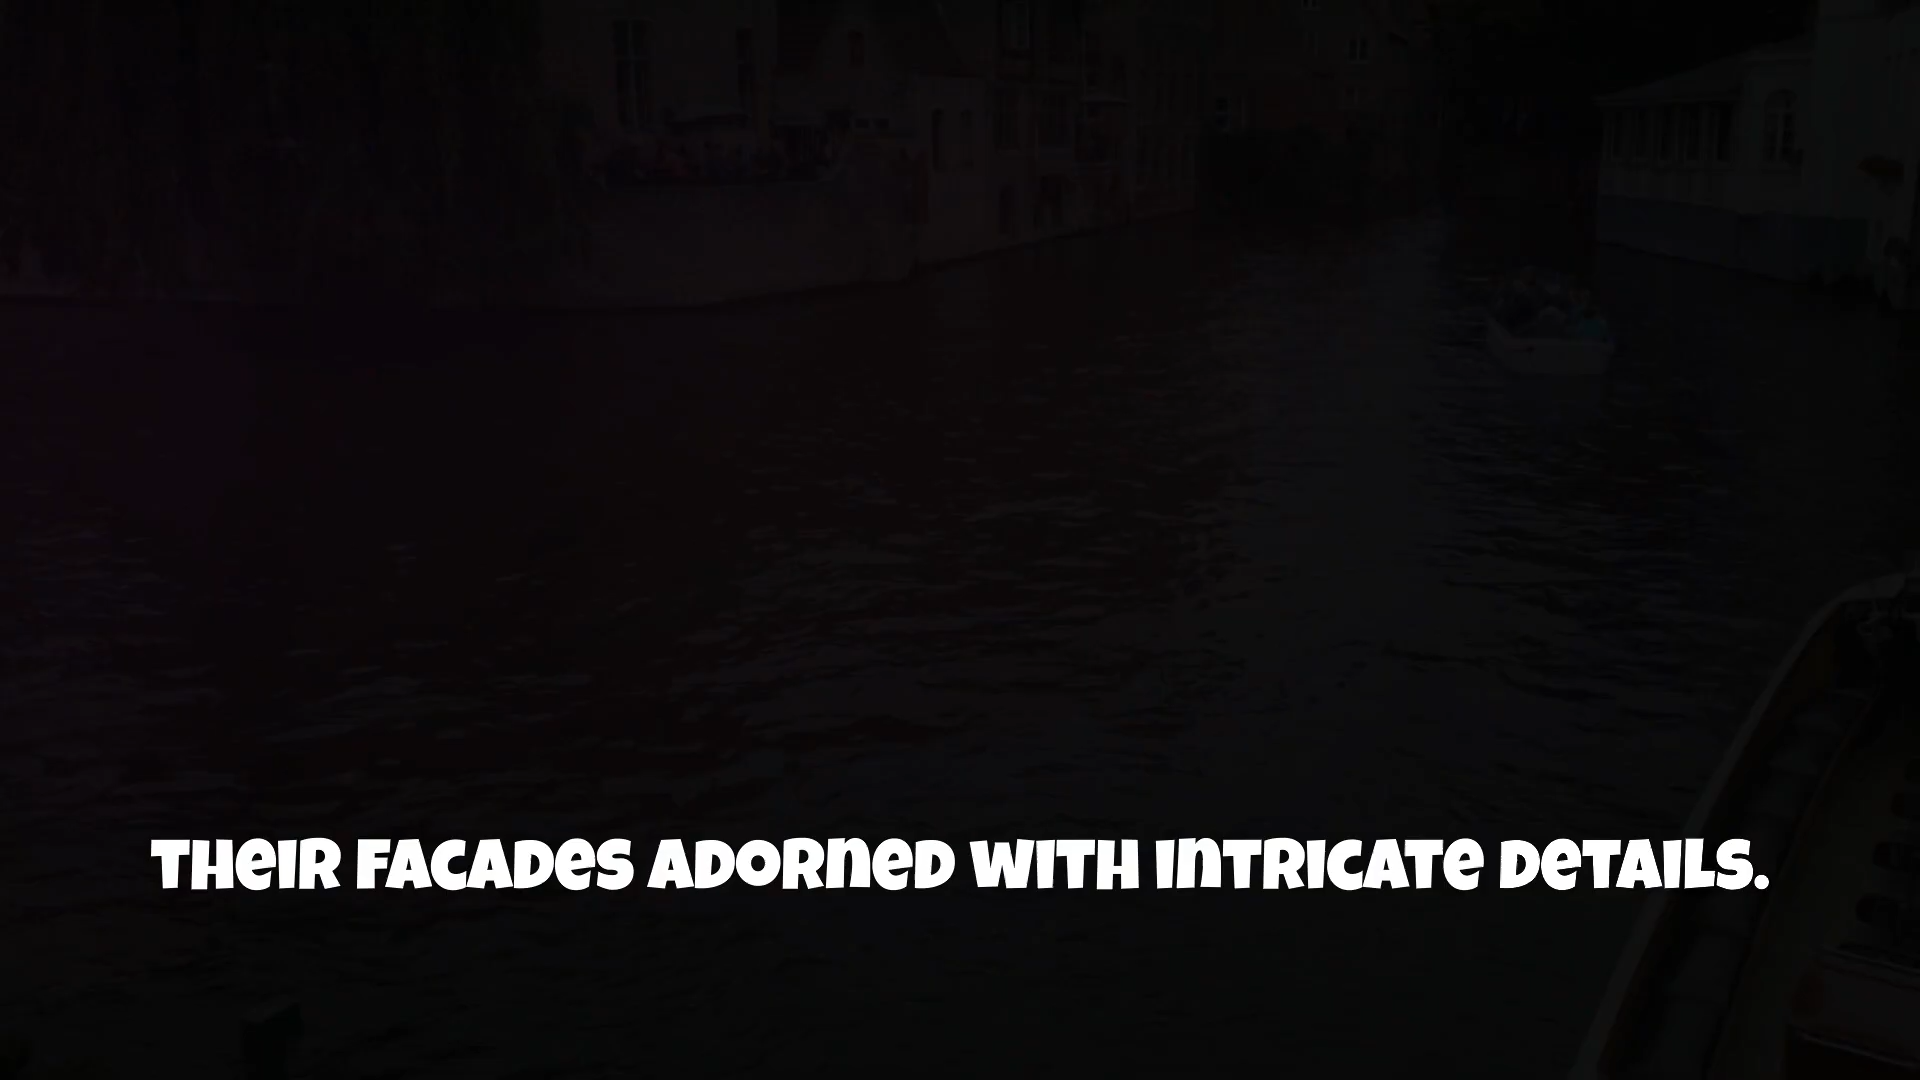 Their facades adorned with intricate details.